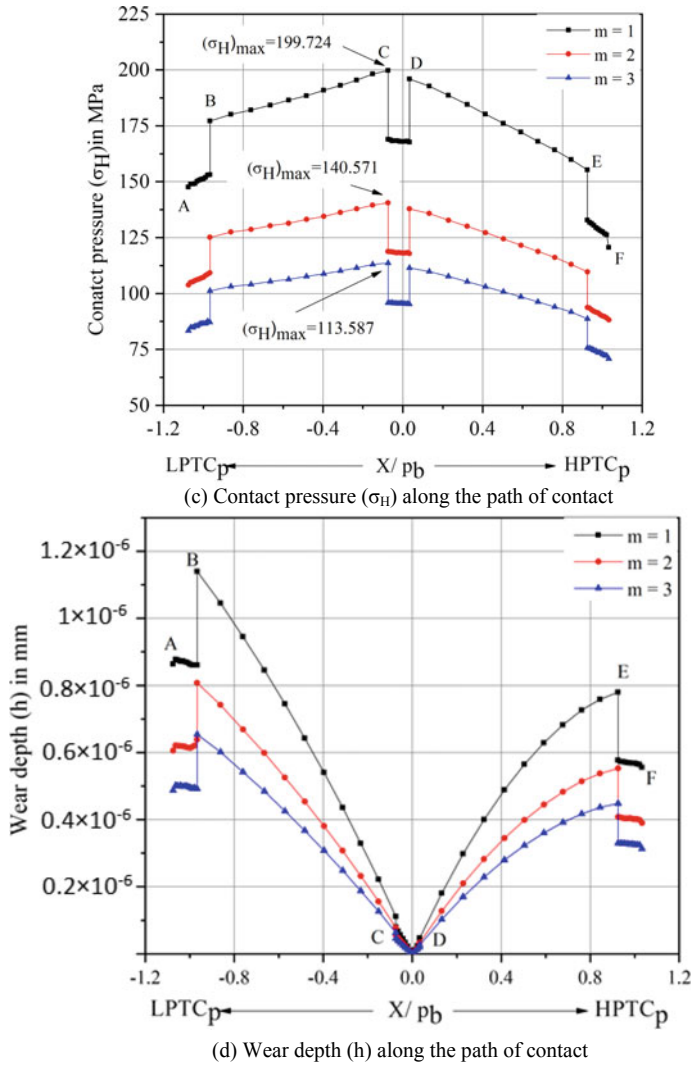 225
200
175
150
125
100
75
50
Conatct pressure (σH)in MPa
(σH)max=199.724
C
D
B
A
E
F
m = 1
m = 2
m = 3
(σH)max=140.571
(σH)max=113.587
-1.2 -0.8 -0.4 0.0 0.4 0.8 1.2
LPTCp X/ pb HPTCp
(c) Contact pressure (σH) along the path of contact
1.2×10-6
1×10-6
0.8×10-6
0.6×10-6
0.4×10-6
0.2×10-6
Wear depth (h) in mm
B
A
C
D
E
F
m = 1
m = 2
m = 3
-1.2 -0.8 -0.4 0.0 0.4 0.8 1.2
LPTCp X/ pb HPTCp
(d) Wear depth (h) along the path of contact